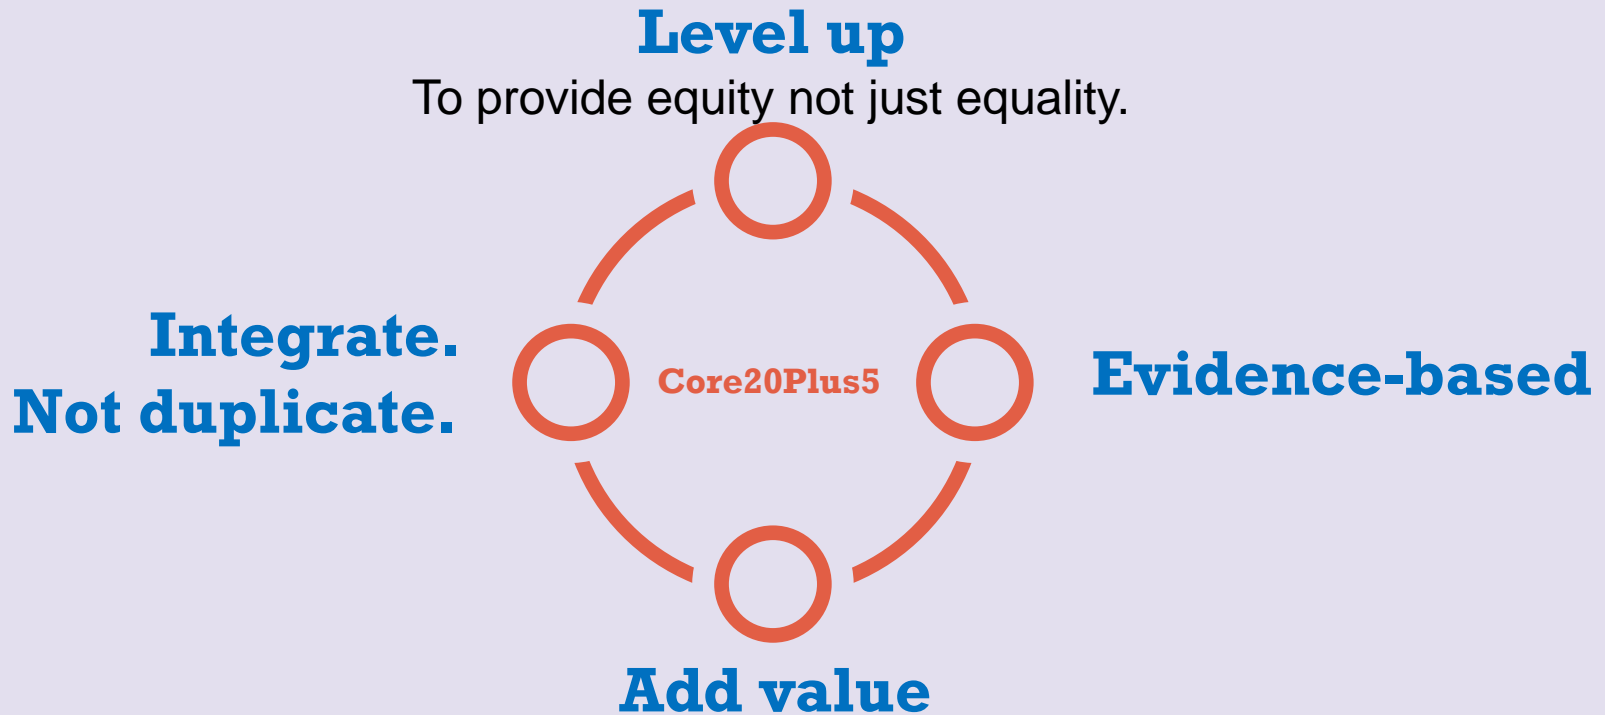 Level up
To provide equity not just equality.
Integrate.
Not duplicate.
Core20Plus5
Evidence-based
Add value